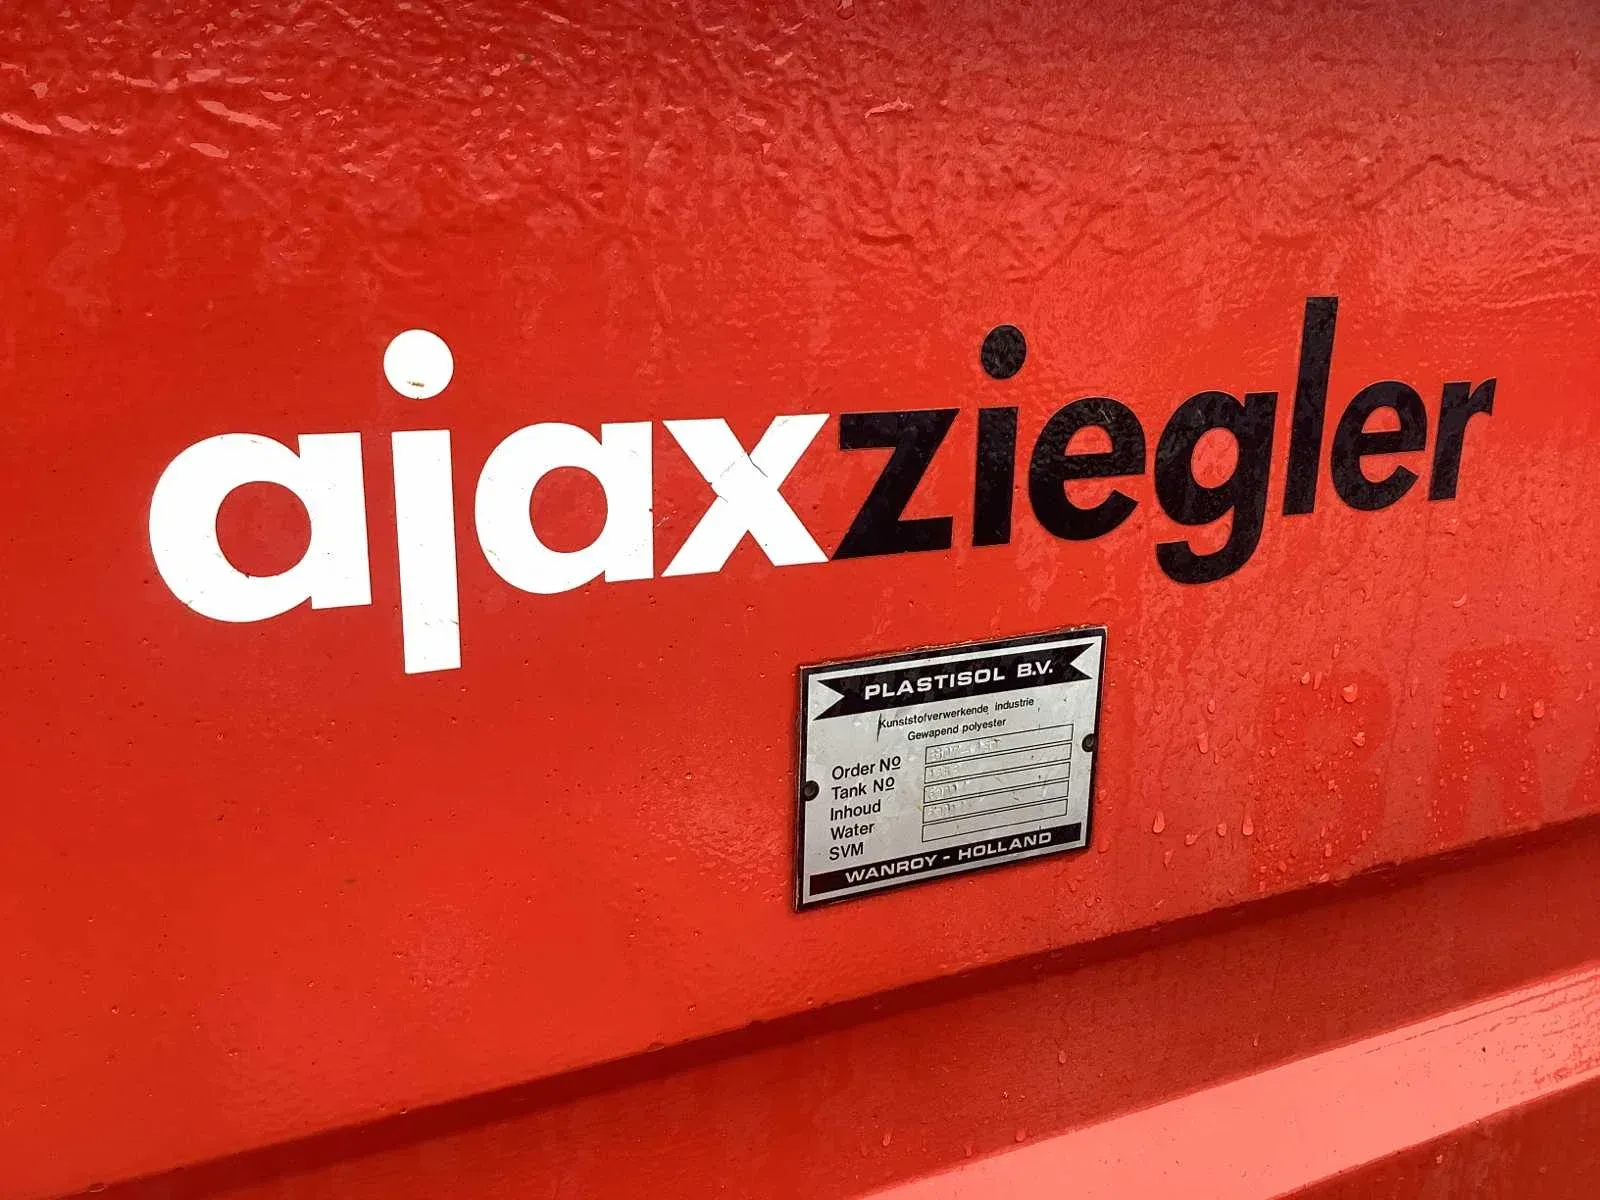 ajaxziegler
PLASTISOL B.V.
Kunststofverwerkende industrie
Gewapend polyester
Order Nº
Tank Nº
Inhoud
Water
SVM
WANROY - HOLLAND